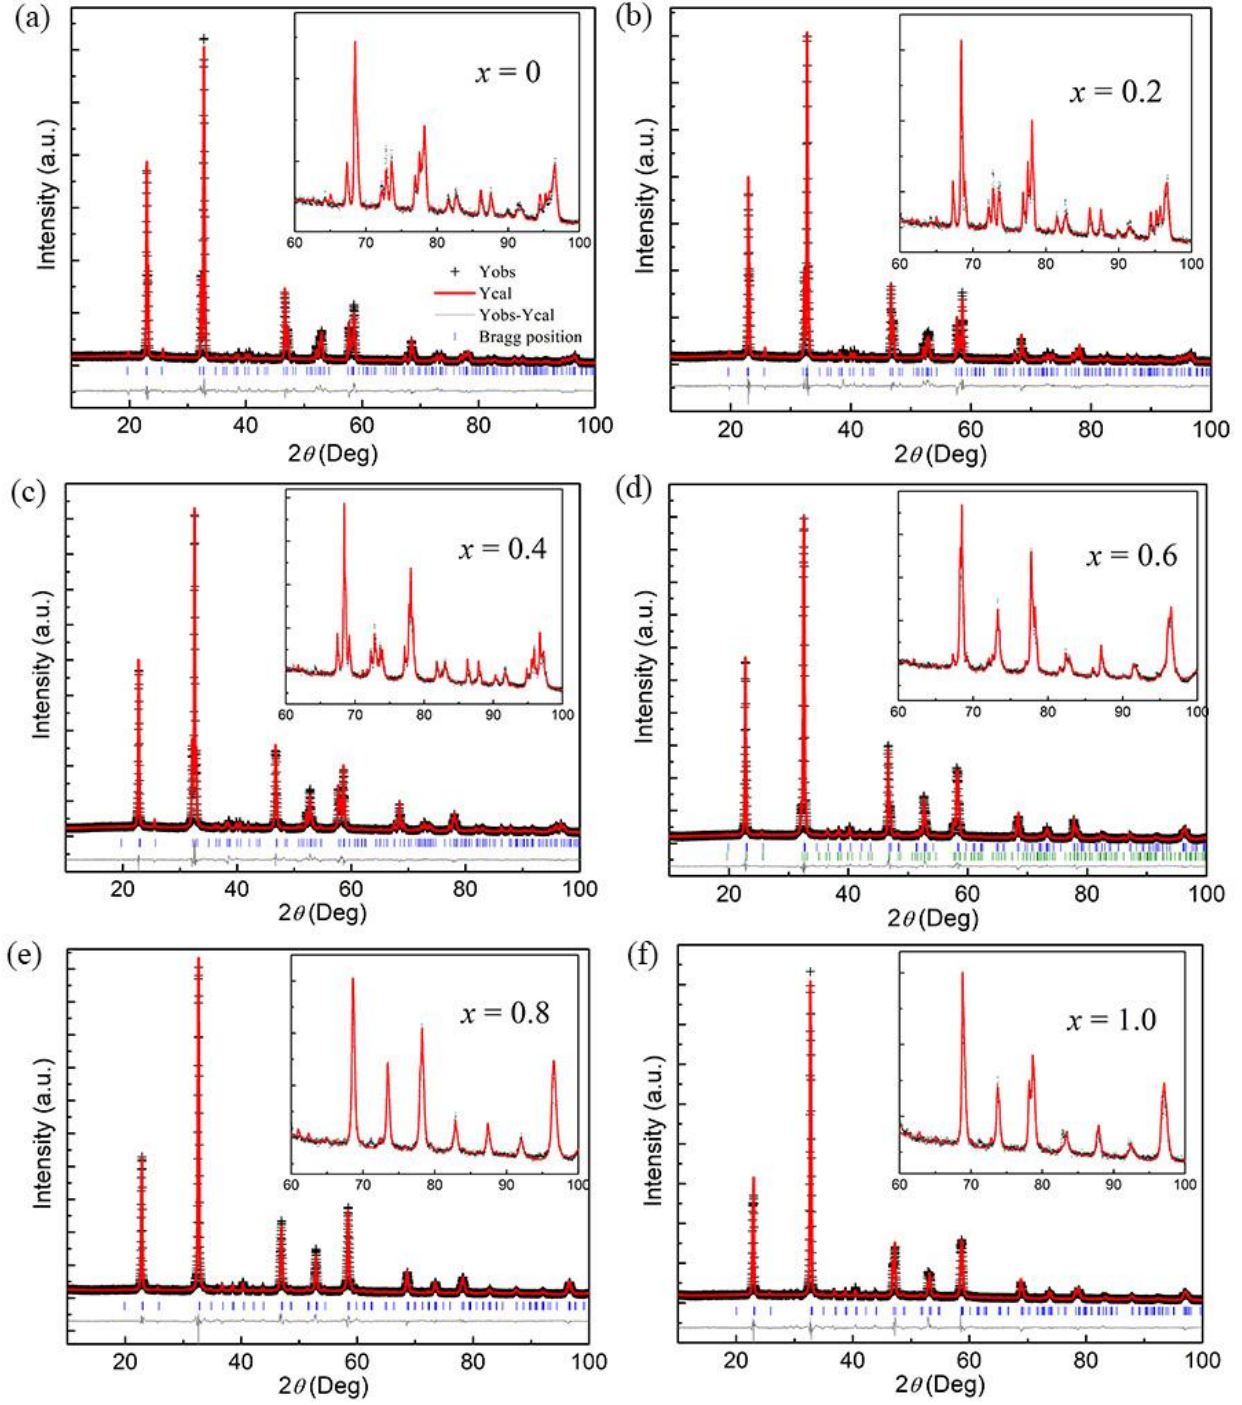 (a)
x = 0
60 70 80 90 100
Yobs
Ycal
Yobs-Ycal
Bragg position
Intensity (a.u.)
20 40 60 80 100
2θ (Deg)
(b)
x = 0.2
60 70 80 90 100
Intensity (a.u.)
20 40 60 80 100
2θ (Deg)
(c)
x = 0.4
60 70 80 90 100
Intensity (a.u.)
20 40 60 80 100
2θ (Deg)
(d)
x = 0.6
60 70 80 90 100
Intensity (a.u.)
20 40 60 80 100
2θ (Deg)
(e)
x = 0.8
60 70 80 90 100
Intensity (a.u.)
20 40 60 80 100
2θ (Deg)
(f)
x = 1.0
60 70 80 90 100
Intensity (a.u.)
20 40 60 80 100
2θ (Deg)